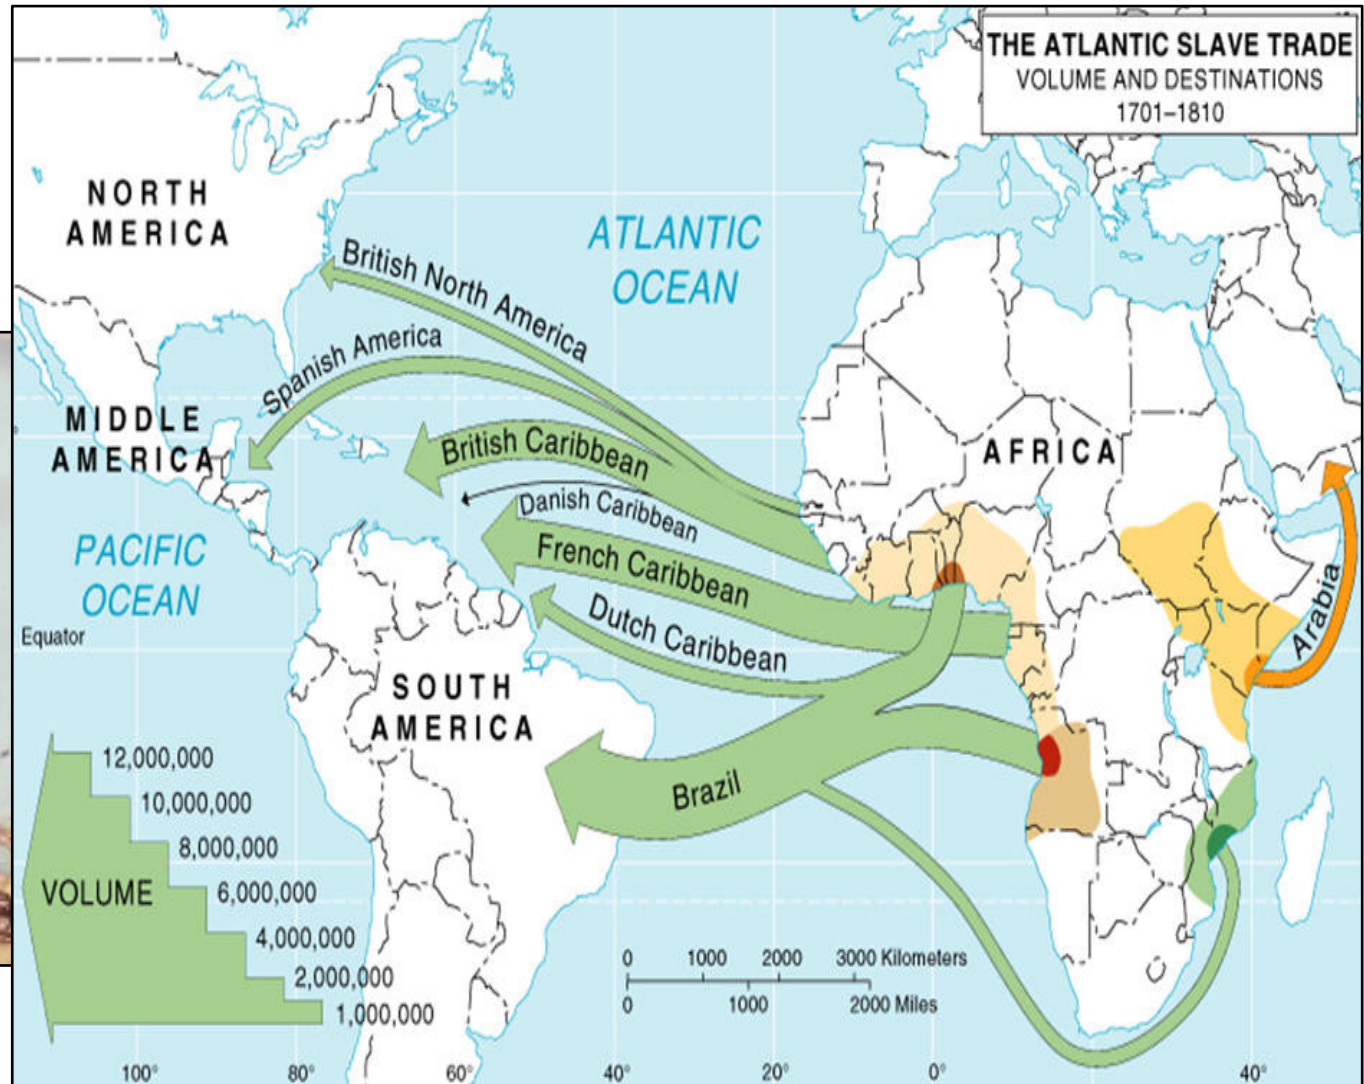 THE ATLANTIC SLAVE TRADE
VOLUME AND DESTINATIONS
1701–1810
NORTH
AMERICA
ATLANTIC
OCEAN
British North America
Spanish America
MIDDLE
AMERICA
British Caribbean
AFRICA
Danish Caribbean
PACIFIC
OCEAN
French Caribbean
Arabia
Dutch Caribbean
Equator
SOUTH
AMERICA
Brazil
12,000,000
10,000,000
8,000,000
VOLUME
6,000,000
4,000,000
2,000,000
1,000,000
0 1000 2000 3000 Kilometers
0 1000 2000 Miles
100° 80° 60° 40° 20° 0° 40°